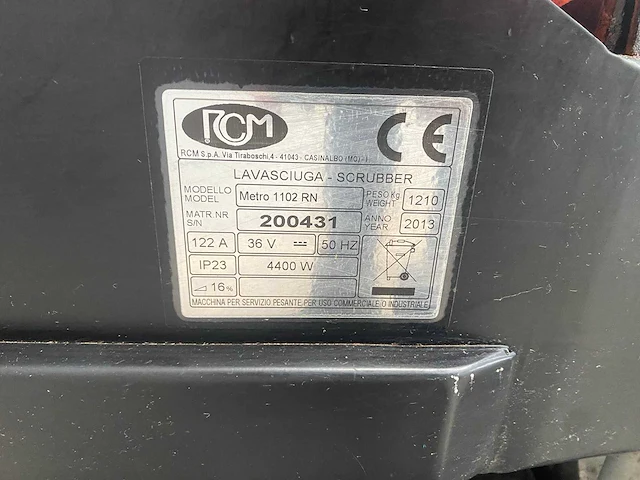 RCM
CE
RCM S.p.A. Via Tiraboschi,4 - 41043 - CASINALBO (MO) - I
LAVASCIUGA - SCRUBBER
MODELLO MODEL Metro 1102 RN PESO Kg WEIGHT 1210
MATR.NR S/N 200431 ANNO YEAR 2013
122 A 36 V 50 HZ
IP23 4400 W
16%
MACCHINA PER SERVIZIO PESANTE,PER USO COMMERCIALE O INDUSTRIALE